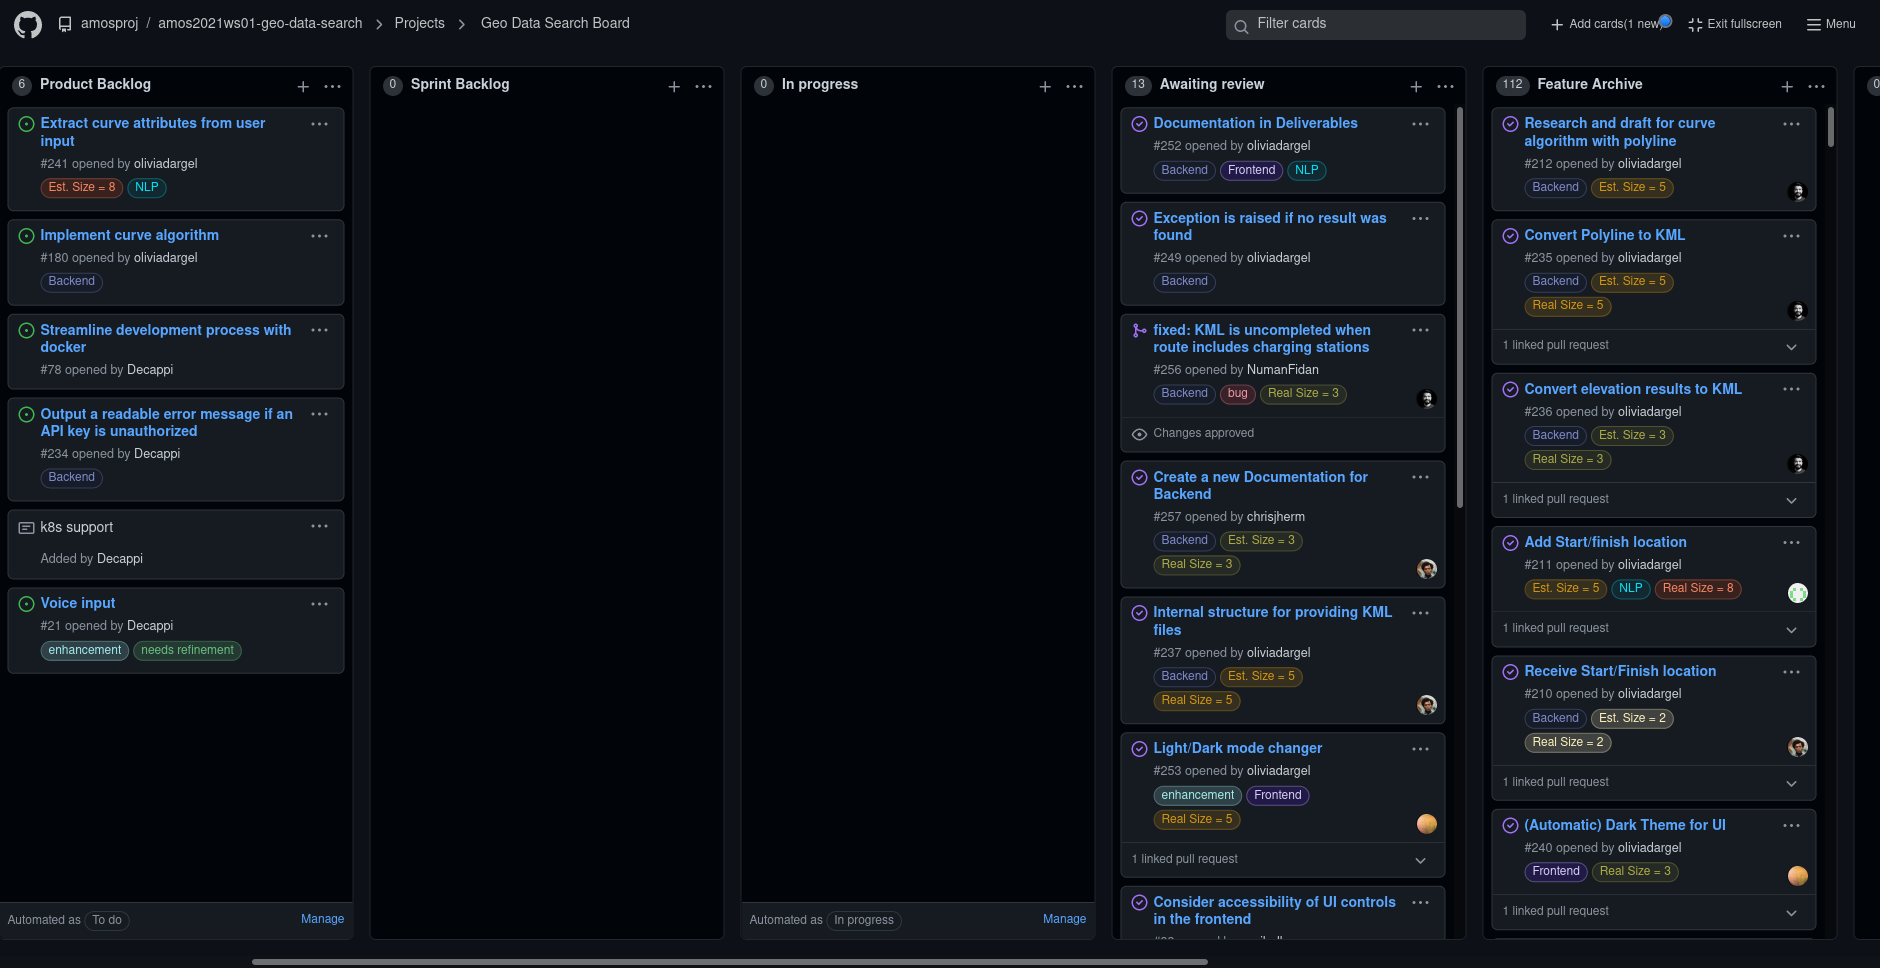 amosproj / amos2021ws01-geo-data-search > Projects > Geo Data Search Board
Filter cards
Add cards(1 new)
Exit fullscreen
Menu
6 Product Backlog
Extract curve attributes from user
input
#241 opened by oliviadargel
Est. Size = 8 NLP
Implement curve algorithm
#180 opened by oliviadargel
Backend
Streamline development process with
docker
#78 opened by Decappi
Output a readable error message if an
API key is unauthorized
#234 opened by Decappi
Backend
k8s support
Added by Decappi
Voice input
#21 opened by Decappi
enhancement needs refinement
Automated as To do Manage
0 Sprint Backlog
0 In progress
Automated as In progress Manage
13 Awaiting review
Documentation in Deliverables
#252 opened by oliviadargel
Backend Frontend NLP
Exception is raised if no result was
found
#249 opened by oliviadargel
Backend
fixed: KML is uncompleted when
route includes charging stations
#256 opened by NumanFidan
Backend bug Real Size = 3
Changes approved
Create a new Documentation for
Backend
#257 opened by chrisjherm
Backend Est. Size = 3
Real Size = 3
Internal structure for providing KML
files
#237 opened by oliviadargel
Backend Est. Size = 5
Real Size = 5
Light/Dark mode changer
#253 opened by oliviadargel
enhancement Frontend
Real Size = 5
1 linked pull request
Consider accessibility of UI controls
in the frontend
112 Feature Archive
Research and draft for curve
algorithm with polyline
#212 opened by oliviadargel
Backend Est. Size = 5
Convert Polyline to KML
#235 opened by oliviadargel
Backend Est. Size = 5
Real Size = 5
1 linked pull request
Convert elevation results to KML
#236 opened by oliviadargel
Backend Est. Size = 3
Real Size = 3
1 linked pull request
Add Start/finish location
#211 opened by oliviadargel
Est. Size = 5 NLP Real Size = 8
1 linked pull request
Receive Start/Finish location
#210 opened by oliviadargel
Backend Est. Size = 2
Real Size = 2
1 linked pull request
(Automatic) Dark Theme for UI
#240 opened by oliviadargel
Frontend Real Size = 3
1 linked pull request
0